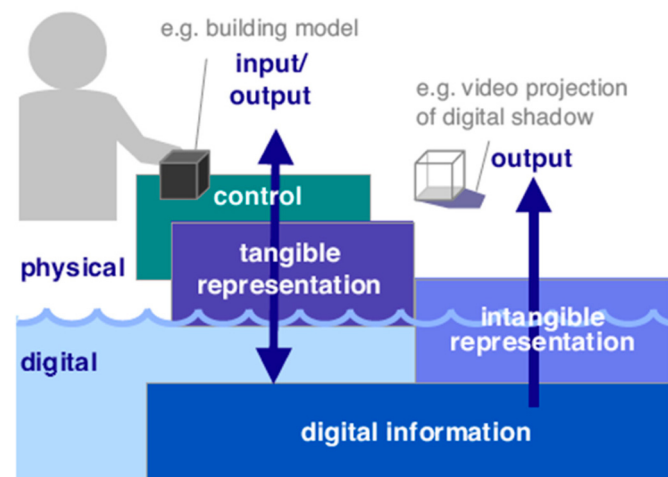 e.g. building model
input/
output
e.g. video projection
of digital shadow
output
control
tangible
representation
physical
intangible
representation
digital
digital information